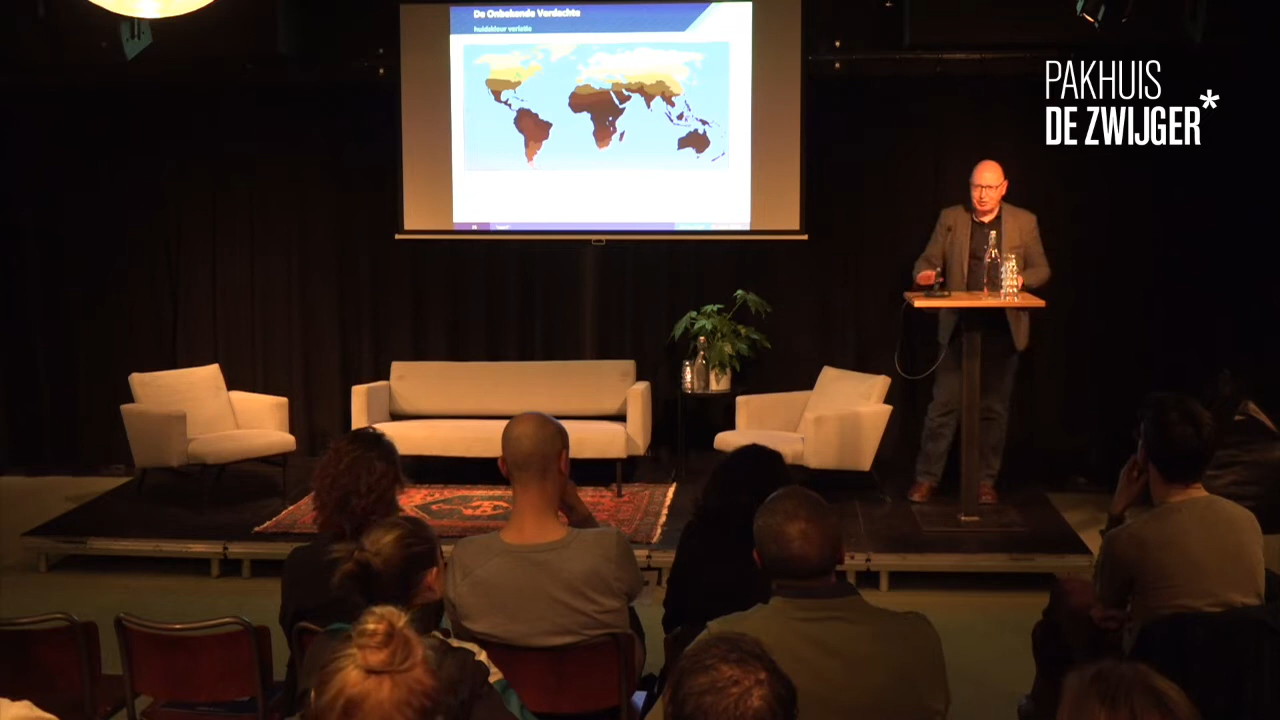 De Onbekende Verdachte
huidskleur variatie
PAKHUIS
DE ZWIJGER*